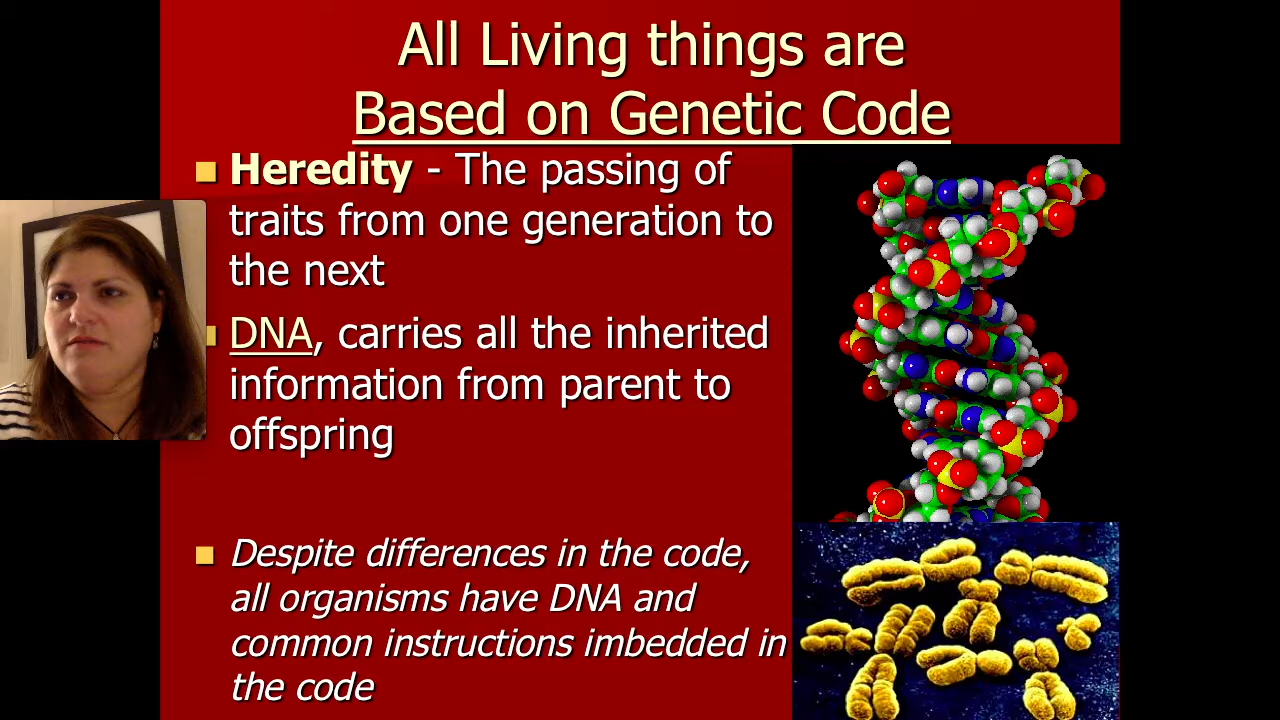 All Living things are
Based on Genetic Code
Heredity - The passing of
traits from one generation to
the next
DNA, carries all the inherited
information from parent to
offspring
Despite differences in the code,
all organisms have DNA and
common instructions imbedded in
the code